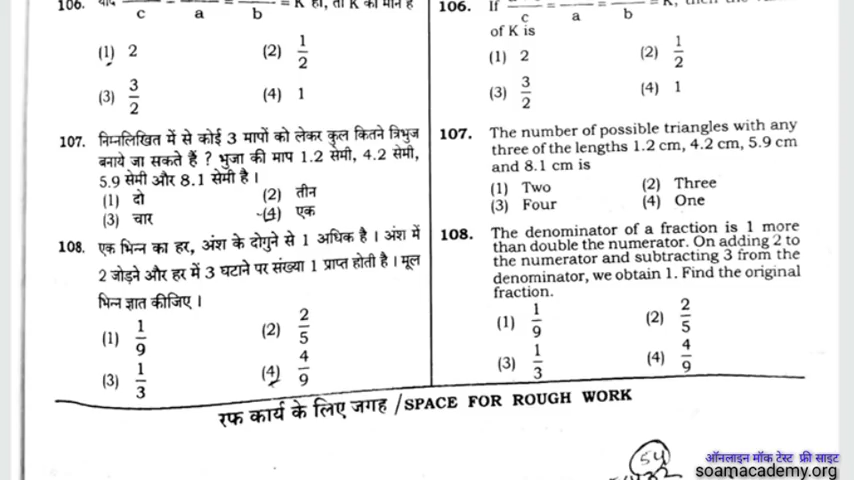 106. यदि c = a = b = K हो, तो K का मान है
(1) 2 (2) 1/2
(3) 3/2 (4) 1
107. निम्नलिखित में से कोई 3 मापों को लेकर कुल कितने त्रिभुज
बनाये जा सकते हैं ? भुजा की माप 1.2 सेमी, 4.2 सेमी,
5.9 सेमी और 8.1 सेमी है ।
(1) दो (2) तीन
(3) चार (4) एक
108. एक भिन्न का हर, अंश के दोगुने से 1 अधिक है । अंश में
2 जोड़ने और हर में 3 घटाने पर संख्या 1 प्राप्त होती है । मूल
भिन्न ज्ञात कीजिए ।
(1) 1/9 (2) 2/5
(3) 1/3 (4) 4/9
106. If c = a = b = K, then the
of K is
(1) 2 (2) 1/2
(3) 3/2 (4) 1
107. The number of possible triangles with any
three of the lengths 1.2 cm, 4.2 cm, 5.9 cm
and 8.1 cm is
(1) Two (2) Three
(3) Four (4) One
108. The denominator of a fraction is 1 more
than double the numerator. On adding 2 to
the numerator and subtracting 3 from the
denominator, we obtain 1. Find the original
fraction.
(1) 1/9 (2) 2/5
(3) 1/3 (4) 4/9
रफ कार्य के लिए जगह /SPACE FOR ROUGH WORK
54
ऑनलाइन मॉक टेस्ट फ्री साइट
soamacademy.org